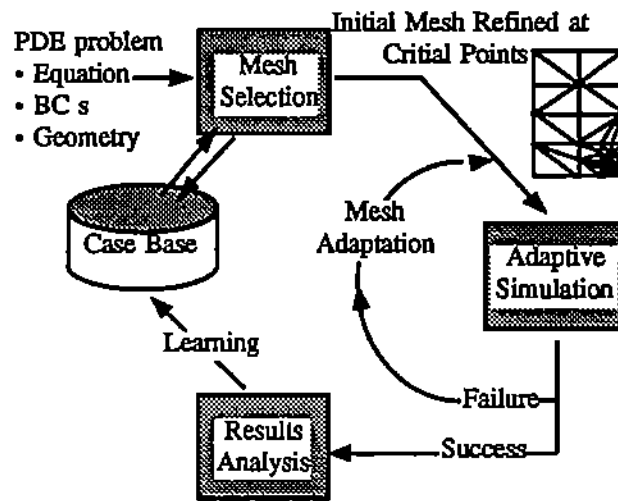 PDE problem
• Equation
• BC s
• Geometry
Mesh
Selection
Initial Mesh Refined at
Critial Points
Case Base
Mesh
Adaptation
Adaptive
Simulation
Learning
Failure
Results
Analysis
Success